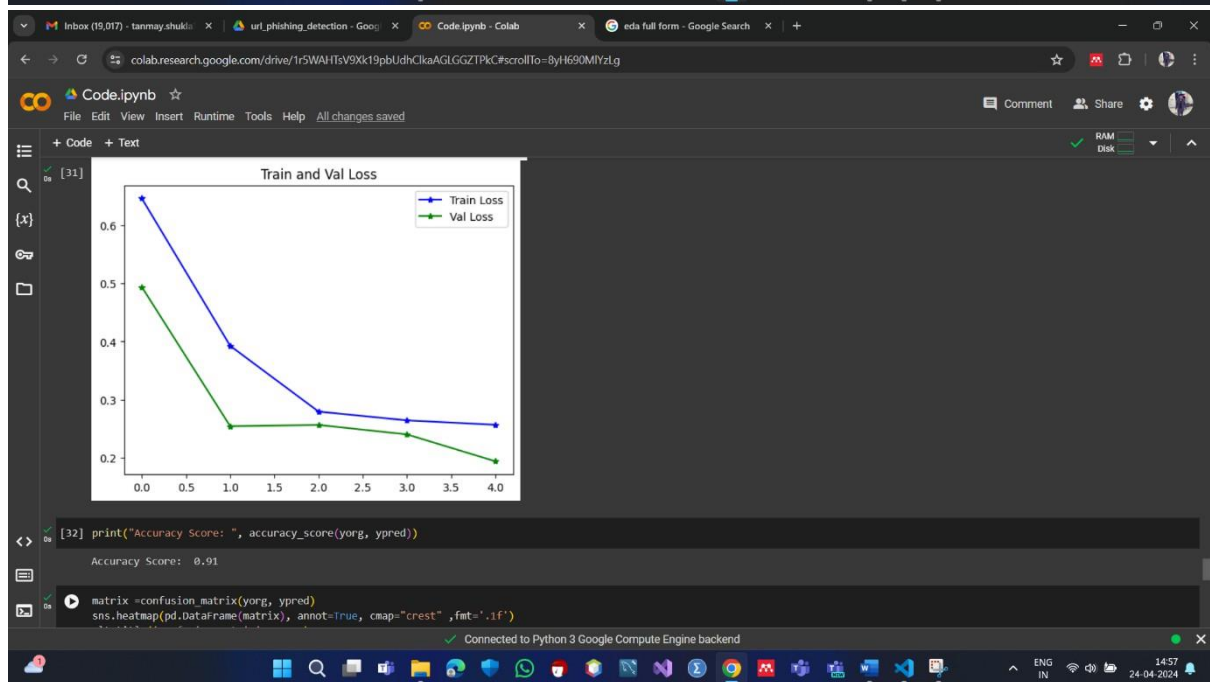 Inbox (19,017) - tanmay.shukla
url_phishing_detection - Goog
Code.ipynb - Colab
eda full form - Google Search
colab.research.google.com/drive/1r5WAHTsV9Xk19pbUdhClkaAGLGGZTPkC#scrollTo=8yH690MlYzLg
CO Code.ipynb
Comment Share
File Edit View Insert Runtime Tools Help All changes saved
+ Code + Text
RAM
Disk
[31]
0s
Train and Val Loss
Train Loss
Val Loss
0.6
0.5
0.4
0.3
0.2
0.0 0.5 1.0 1.5 2.0 2.5 3.0 3.5 4.0
{x}
[32] print("Accuracy Score: ", accuracy_score(yorg, ypred))
0s
Accuracy Score: 0.91
matrix =confusion_matrix(yorg, ypred)
0s
sns.heatmap(pd.DataFrame(matrix), annot=True, cmap="crest" ,fmt='.1f')
Connected to Python 3 Google Compute Engine backend
1
ENG
IN
14:57
24-04-2024